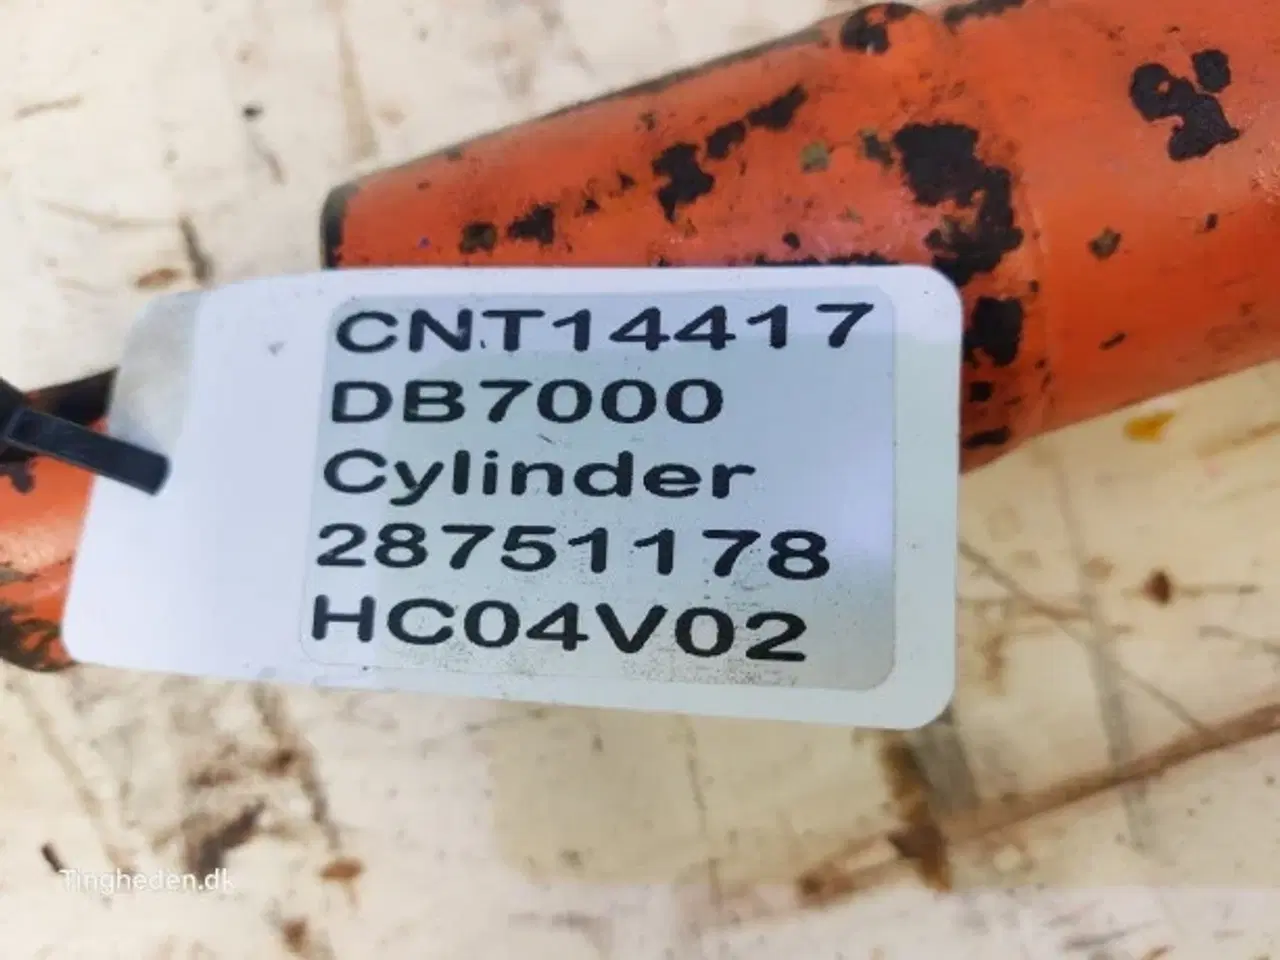 CNT14417
DB7000
Cylinder
28751178
HC04V02
Tingheden.dk